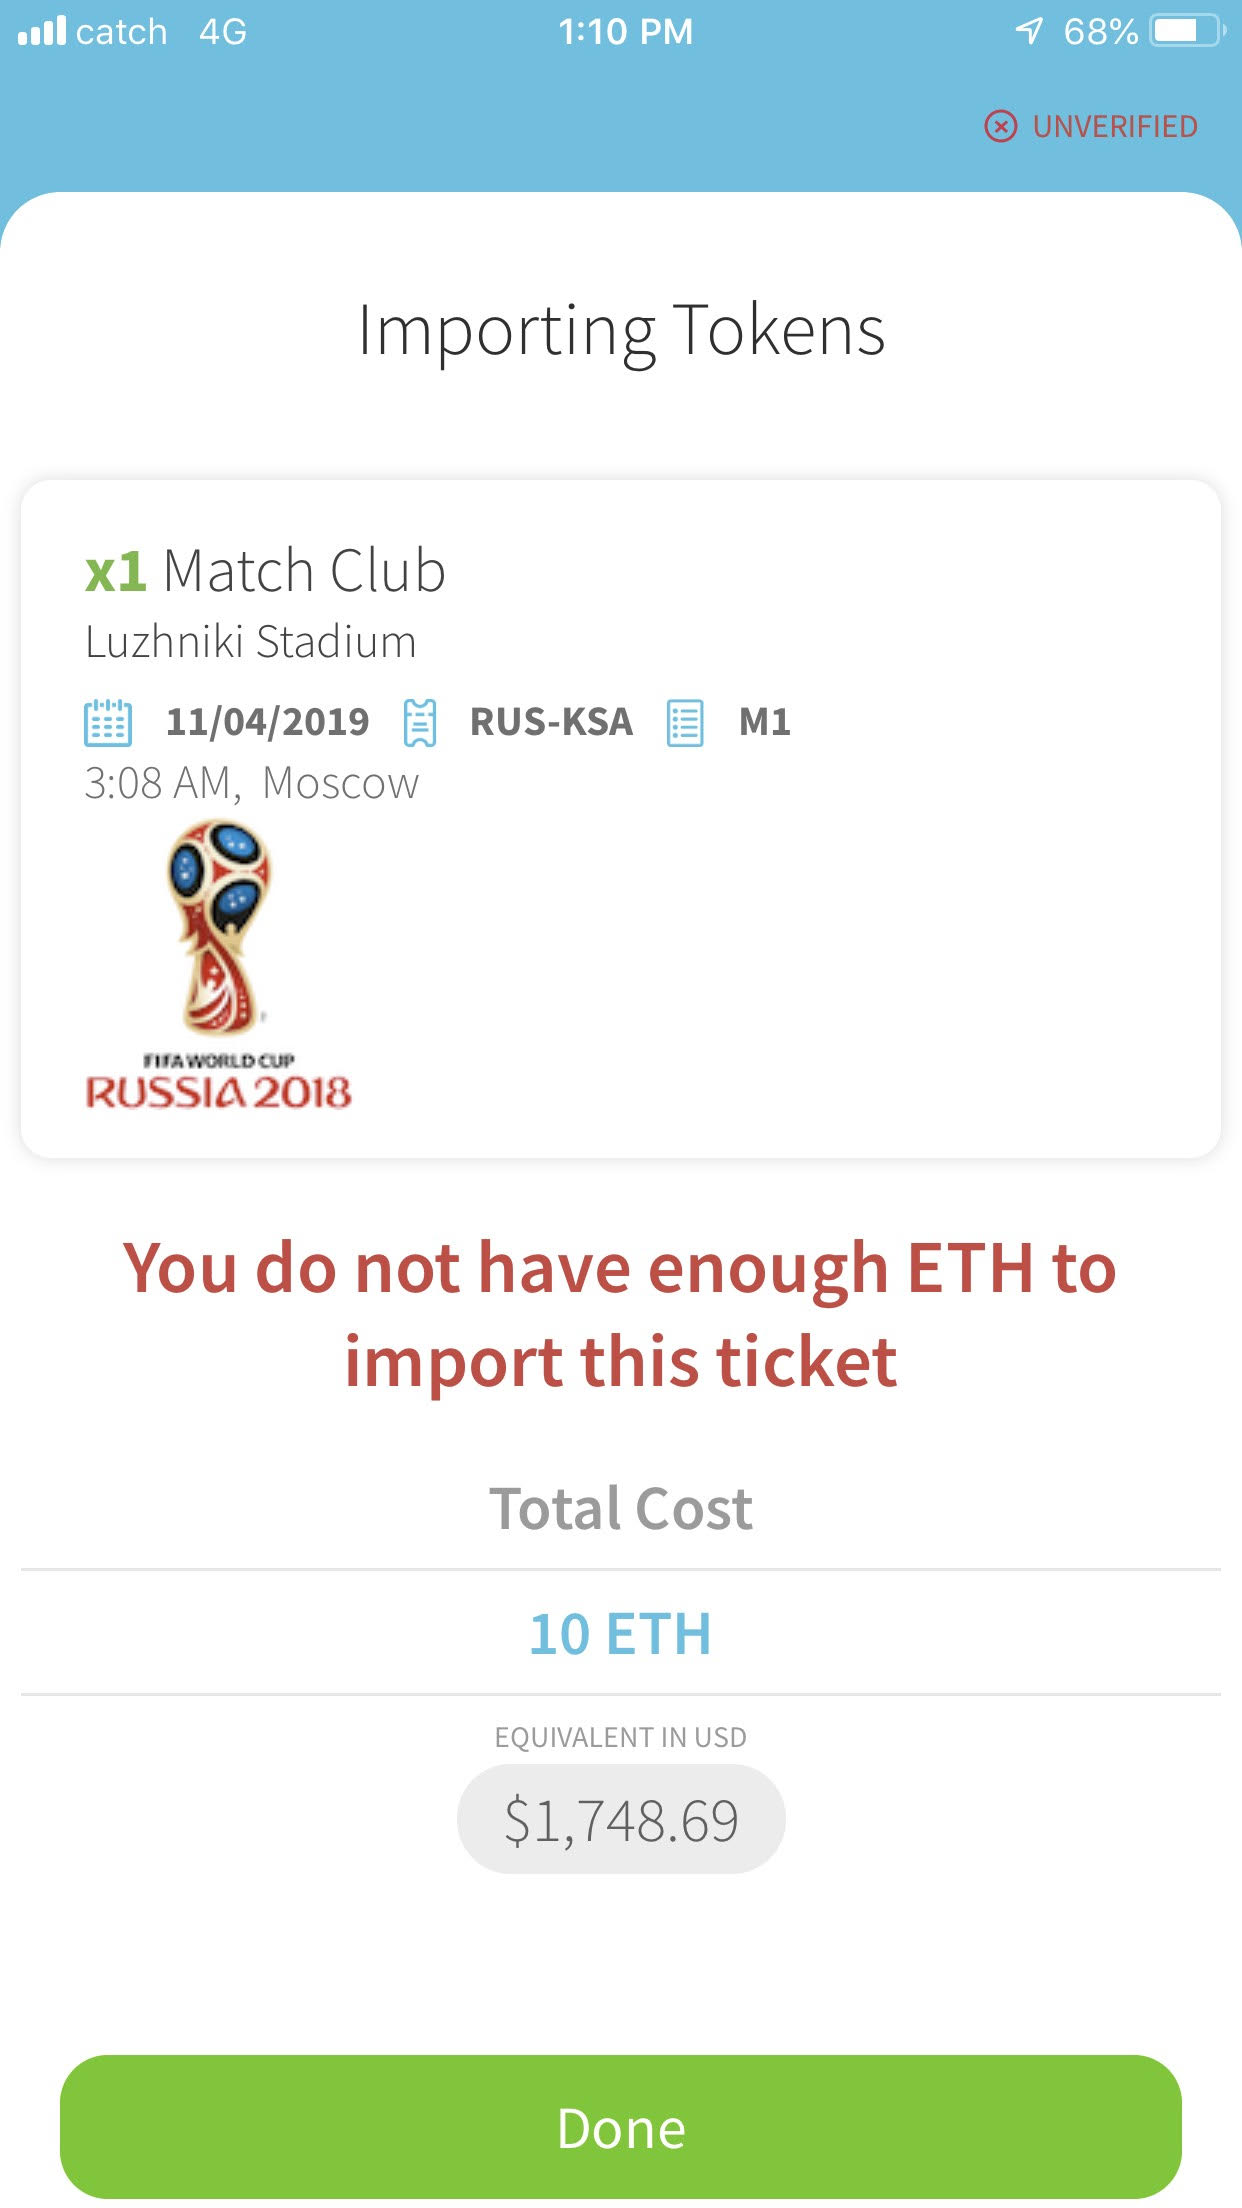 catch 4G 1:10 PM 68%
UNVERIFIED
Importing Tokens
x1 Match Club
Luzhniki Stadium
11/04/2019 RUS-KSA M1
3:08 AM, Moscow
FIFA WORLD CUP
RUSSIA 2018
You do not have enough ETH to
import this ticket
Total Cost
10 ETH
EQUIVALENT IN USD
$1,748.69
Done